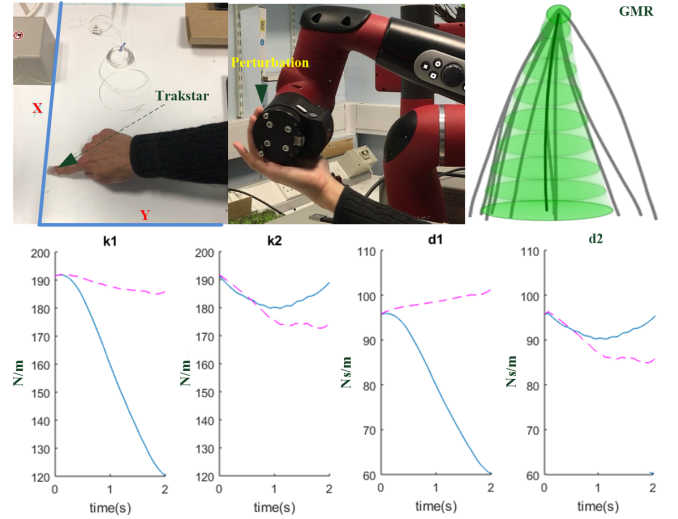 GMR
Perturbation
Trakstar
X
Y
k1
k2
d1
d2
200
190
180
170
160
150
140
130
120
N/m
0
1
2
time(s)
200
190
180
170
160
150
140
130
120
N/m
0
1
2
time(s)
110
100
90
80
70
60
Ns/m
0
1
2
time(s)
110
100
90
80
70
60
Ns/m
0
1
2
time(s)